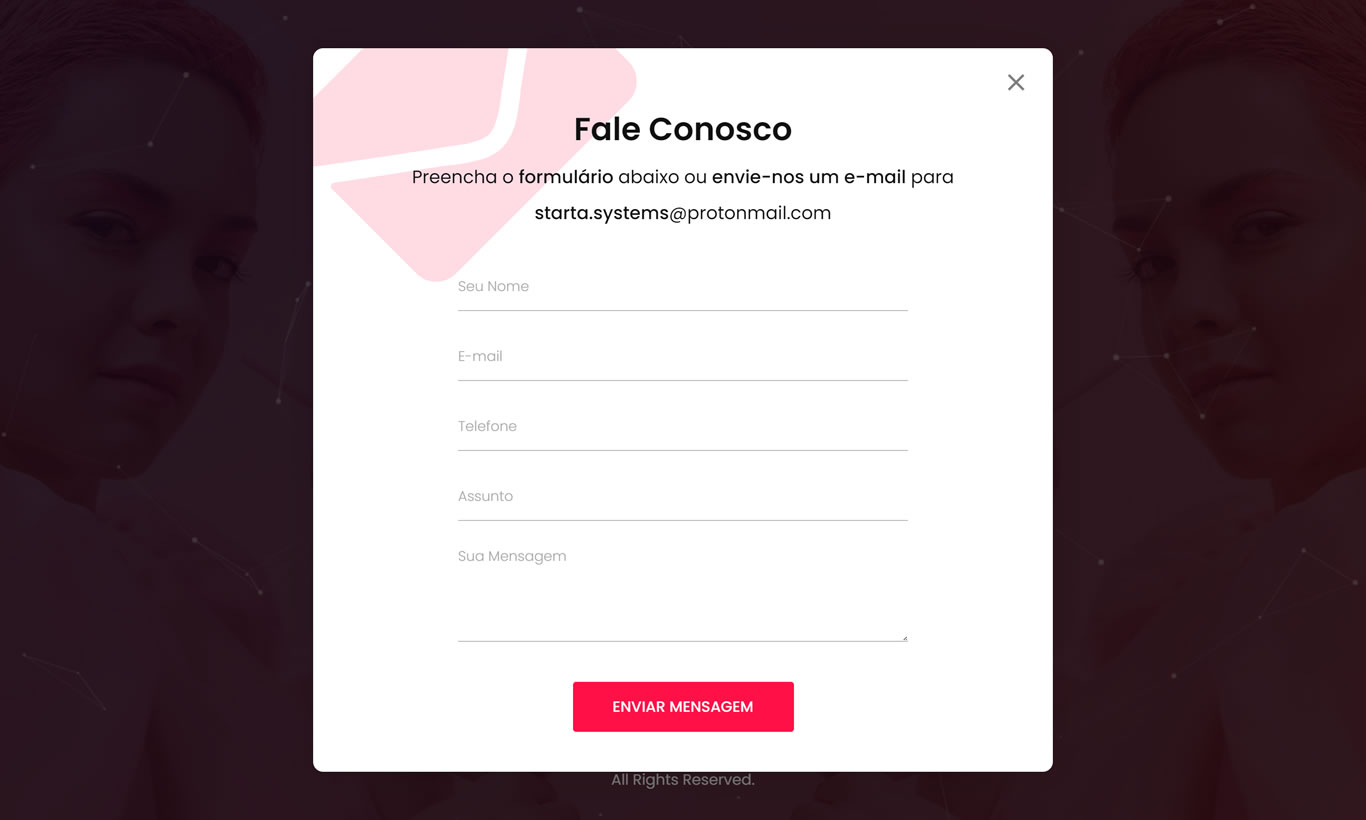 Fale Conosco
Preencha o formulário abaixo ou envie-nos um e-mail para
starta.systems@protonmail.com
Seu Nome
E-mail
Telefone
Assunto
Sua Mensagem
ENVIAR MENSAGEM
All Rights Reserved.